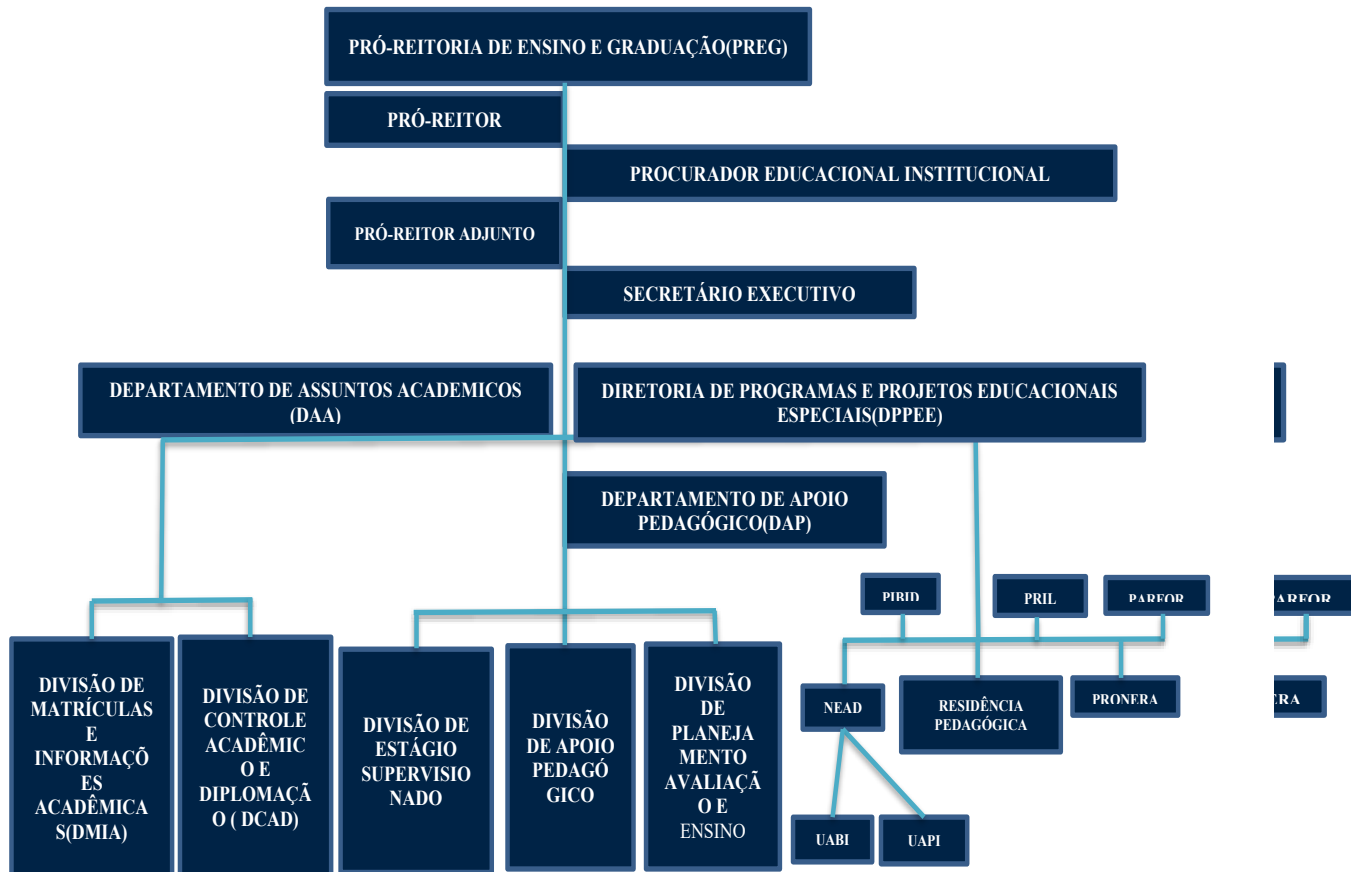 PRÓ-REITORIA DE ENSINO E GRADUAÇÃO(PREG)
PRÓ-REITOR
PROCURADOR EDUCACIONAL INSTITUCIONAL
PRÓ-REITOR ADJUNTO
SECRETÁRIO EXECUTIVO
DEPARTAMENTO DE ASSUNTOS ACADEMICOS
(DAA)
DIRETORIA DE PROGRAMAS E PROJETOS EDUCACIONAIS
ESPECIAIS(DPPEE)
DEPARTAMENTO DE APOIO
PEDAGÓGICO(DAP)
PIBID
PRIL
PARFOR
DIVISÃO DE
MATRÍCULAS
E
INFORMAÇÕ
ES
ACADÊMICA
S(DMIA)
DIVISÃO DE
CONTROLE
ACADÊMIC
O E
DIPLOMAÇÃ
O ( DCAD)
DIVISÃO DE
ESTÁGIO
SUPERVISIO
NADO
DIVISÃO
DE APOIO
PEDAGÓ
GICO
DIVISÃO
DE
PLANEJA
MENTO
AVALIAÇÃ
O E
ENSINO
NEAD
RESIDÊNCIA
PEDAGÓGICA
PRONERA
UABI
UAPI
ARFOR
ERA